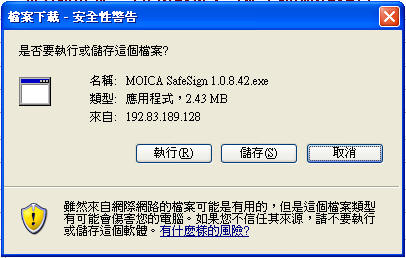 檔案下載 - 安全性警告
是否要執行或儲存這個檔案?
名稱: MOICA SafeSign 1.0.8.42.exe
類型: 應用程式，2.43 MB
來自: 192.83.189.128
執行(R) 儲存(S) 取消
雖然來自網際網路的檔案可能是有用的，但是這個檔案類型
有可能會傷害您的電腦。如果您不信任其來源，請不要執行
或儲存這個軟體。有什麼樣的風險?